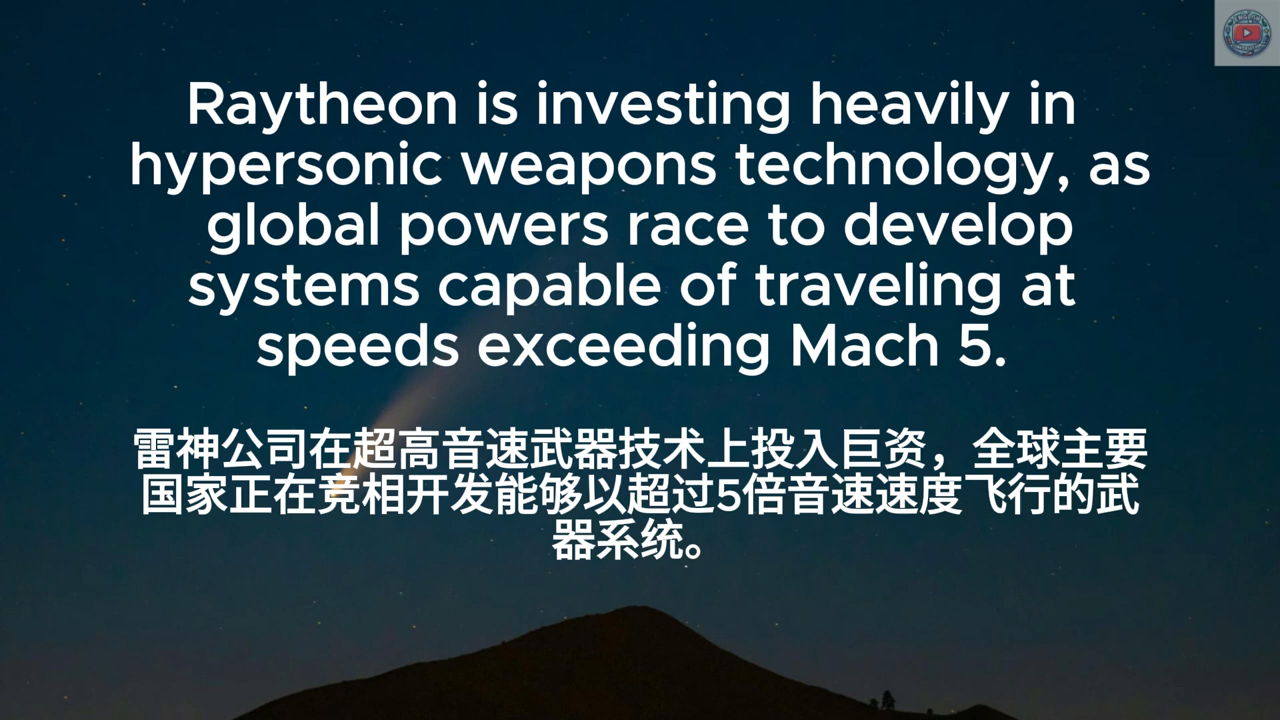 Raytheon is investing heavily in
hypersonic weapons technology, as
global powers race to develop
systems capable of traveling at
speeds exceeding Mach 5.
雷神公司在超高音速武器技术上投入巨资，全球主要
国家正在竞相开发能够以超过5倍音速速度飞行的武
器系统。